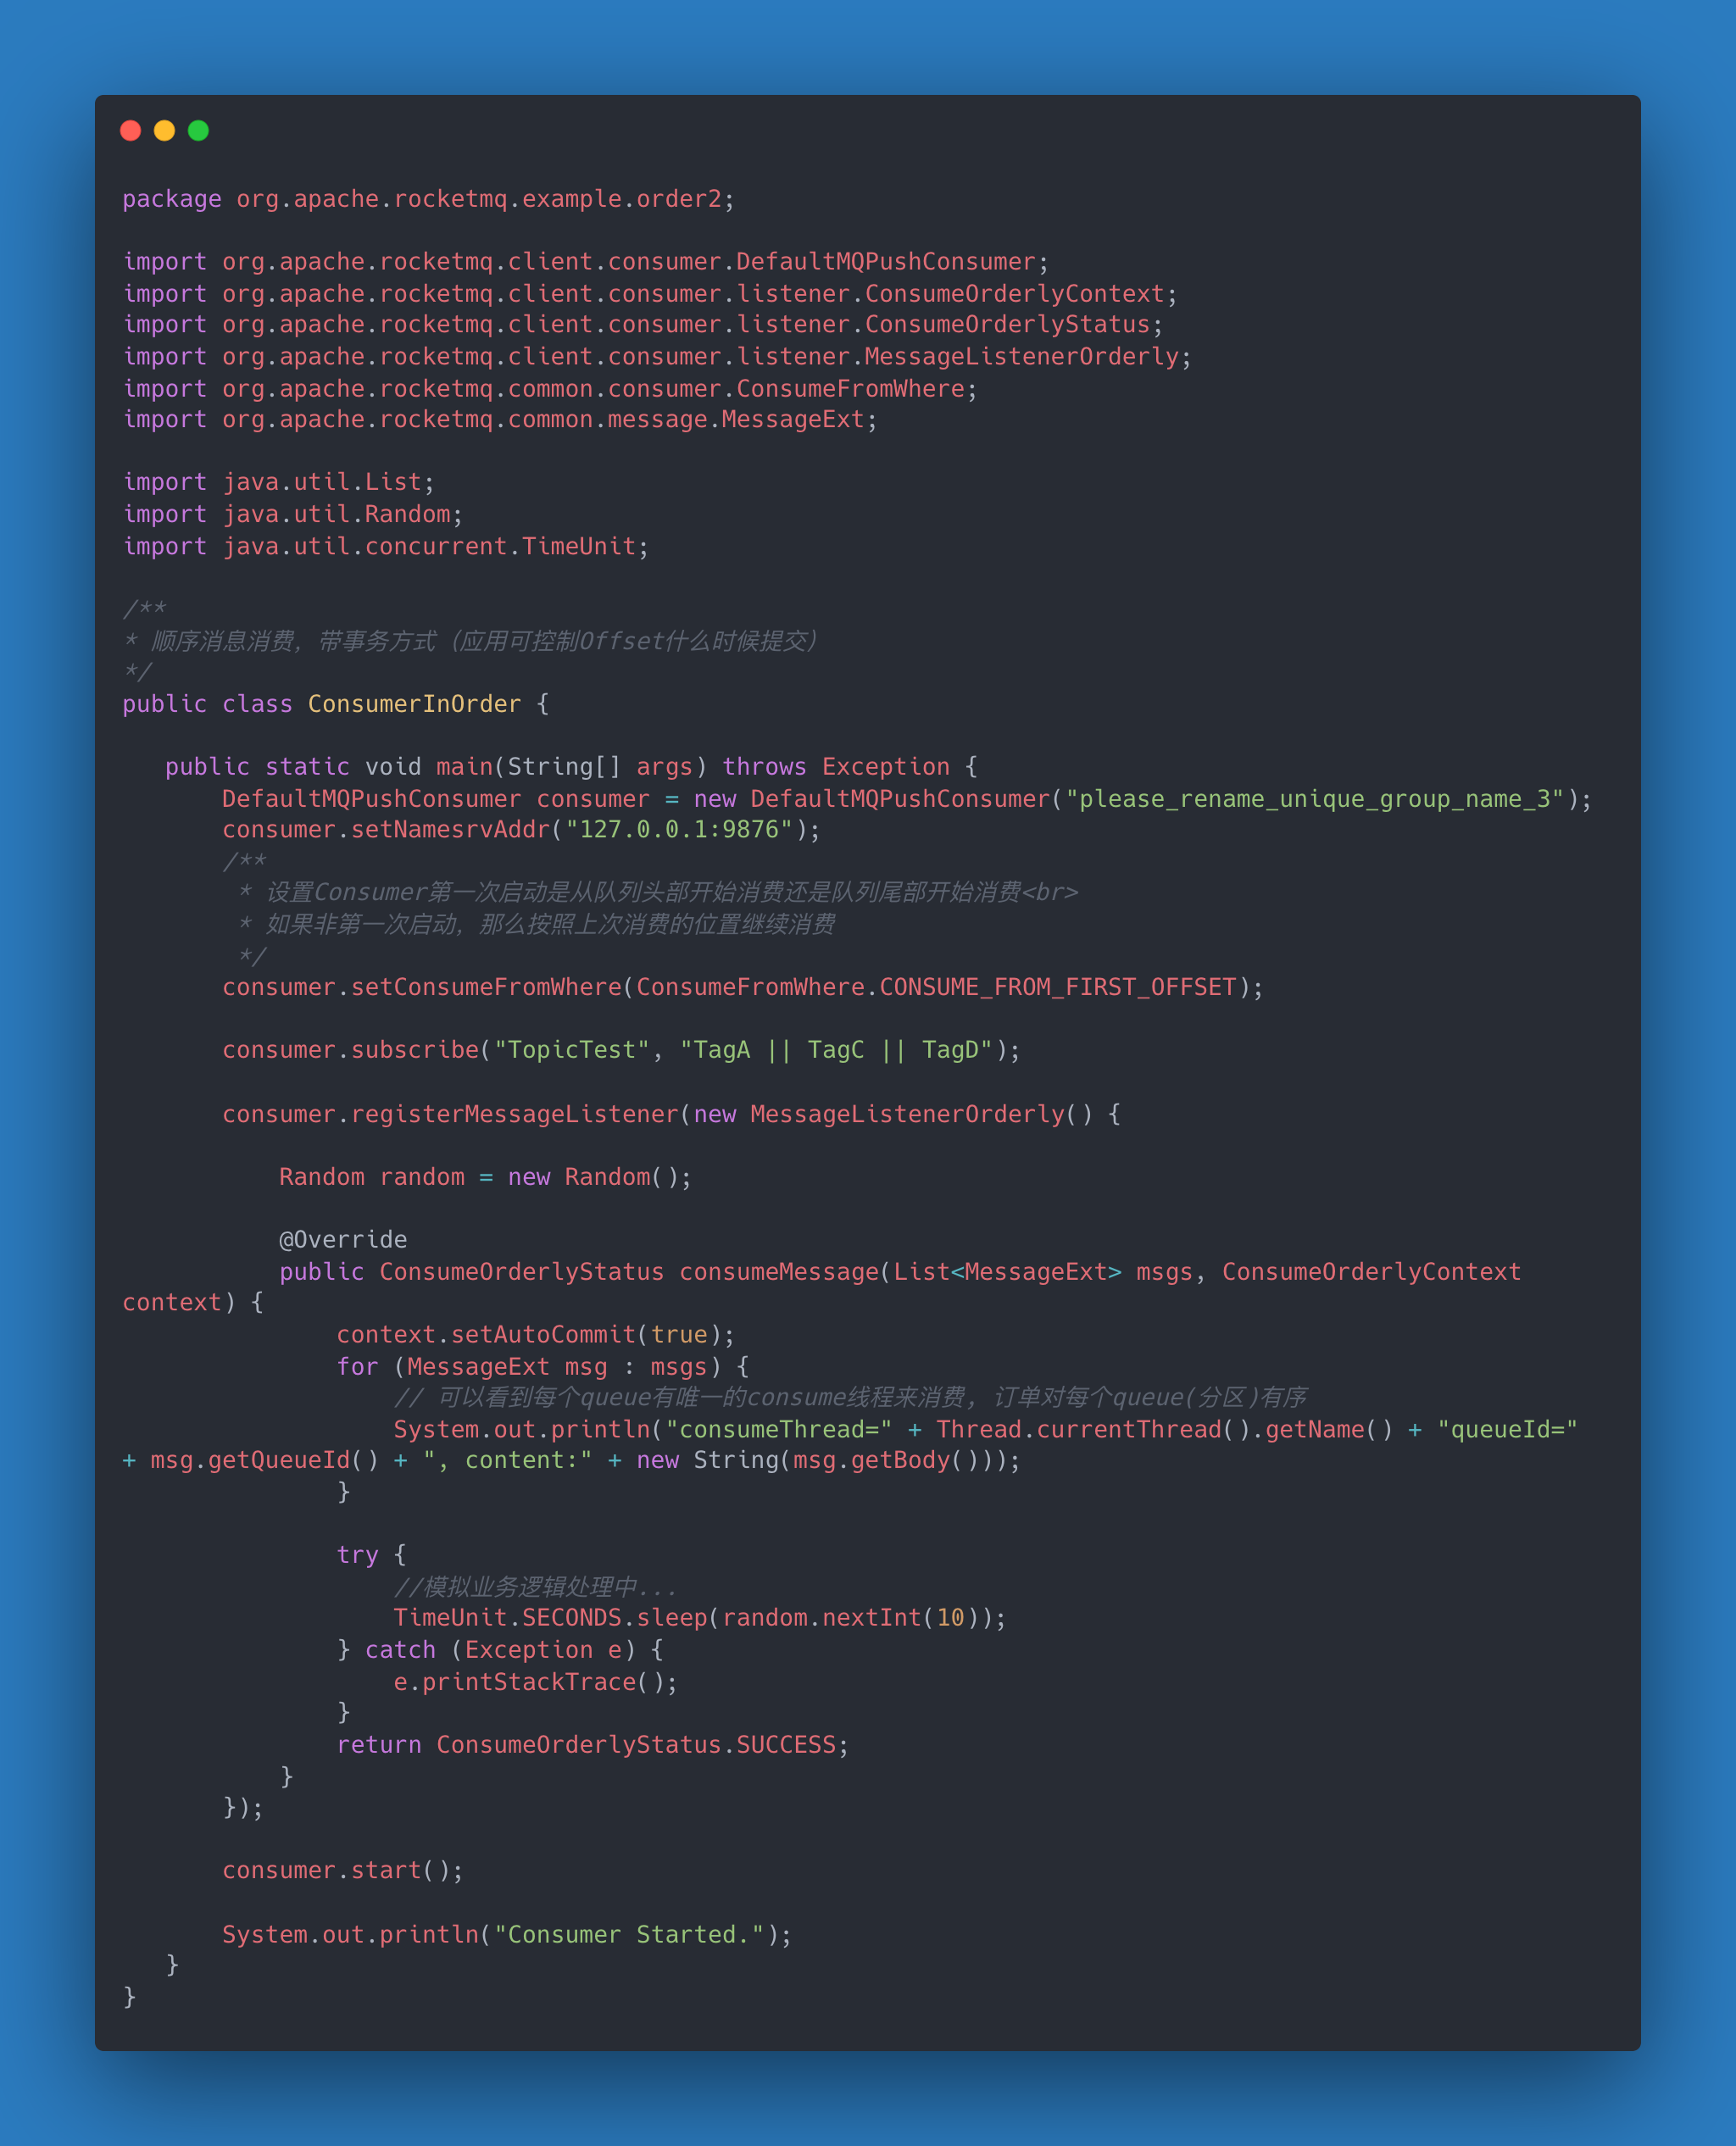 package org.apache.rocketmq.example.order2;

import org.apache.rocketmq.client.consumer.DefaultMQPushConsumer;
import org.apache.rocketmq.client.consumer.listener.ConsumeOrderlyContext;
import org.apache.rocketmq.client.consumer.listener.ConsumeOrderlyStatus;
import org.apache.rocketmq.client.consumer.listener.MessageListenerOrderly;
import org.apache.rocketmq.common.consumer.ConsumeFromWhere;
import org.apache.rocketmq.common.message.MessageExt;

import java.util.List;
import java.util.Random;
import java.util.concurrent.TimeUnit;

/**
* 顺序消息消费，带事务方式（应用可控制Offset什么时候提交）
*/
public class ConsumerInOrder {

   public static void main(String[] args) throws Exception {
       DefaultMQPushConsumer consumer = new DefaultMQPushConsumer("please_rename_unique_group_name_3");
       consumer.setNamesrvAddr("127.0.0.1:9876");
       /**
        * 设置Consumer第一次启动是从队列头部开始消费还是队列尾部开始消费<br>
        * 如果非第一次启动，那么按照上次消费的位置继续消费
        */
       consumer.setConsumeFromWhere(ConsumeFromWhere.CONSUME_FROM_FIRST_OFFSET);

       consumer.subscribe("TopicTest", "TagA || TagC || TagD");

       consumer.registerMessageListener(new MessageListenerOrderly() {

           Random random = new Random();

           @Override
           public ConsumeOrderlyStatus consumeMessage(List<MessageExt> msgs, ConsumeOrderlyContext
context) {
               context.setAutoCommit(true);
               for (MessageExt msg : msgs) {
                   // 可以看到每个queue有唯一的consume线程来消费, 订单对每个queue(分区)有序
                   System.out.println("consumeThread=" + Thread.currentThread().getName() + "queueId="
+ msg.getQueueId() + ", content:" + new String(msg.getBody()));
               }

               try {
                   //模拟业务逻辑处理中...
                   TimeUnit.SECONDS.sleep(random.nextInt(10));
               } catch (Exception e) {
                   e.printStackTrace();
               }
               return ConsumeOrderlyStatus.SUCCESS;
           }
       });

       consumer.start();

       System.out.println("Consumer Started.");
   }
}